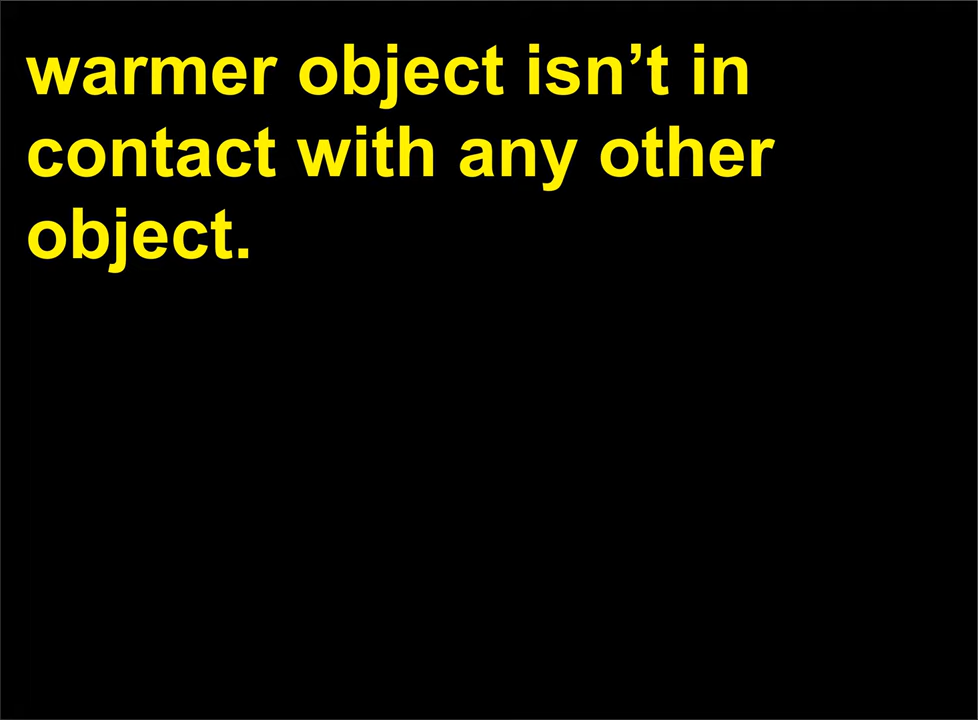 warmer object isn’t in
contact with any other
object.